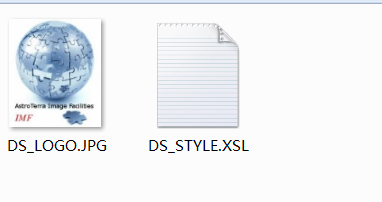 AstroTerra Image Facilities
IMF
DS_LOGO.JPG
DS_STYLE.XSL